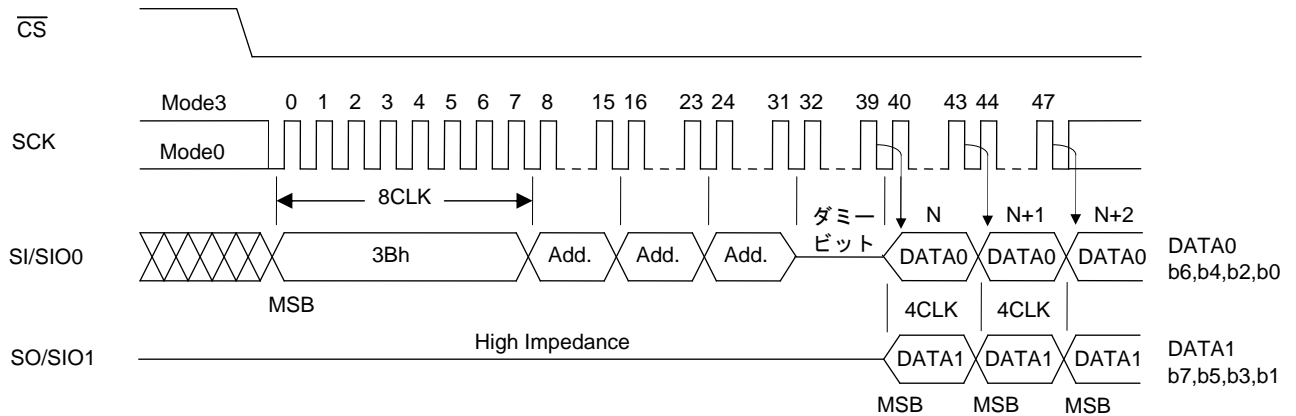 CS
Mode3 0 1 2 3 4 5 6 7 8 15 16 23 24 31 32 39 40 43 44 47
SCK
Mode0
8CLK
ダミー
ビット
N N+1 N+2
SI/SIO0 3Bh Add. Add. Add. DATA0 DATA0 DATA0
DATA0
b6,b4,b2,b0
MSB
4CLK 4CLK
High Impedance
SO/SIO1 DATA1 DATA1 DATA1
DATA1
b7,b5,b3,b1
MSB MSB MSB